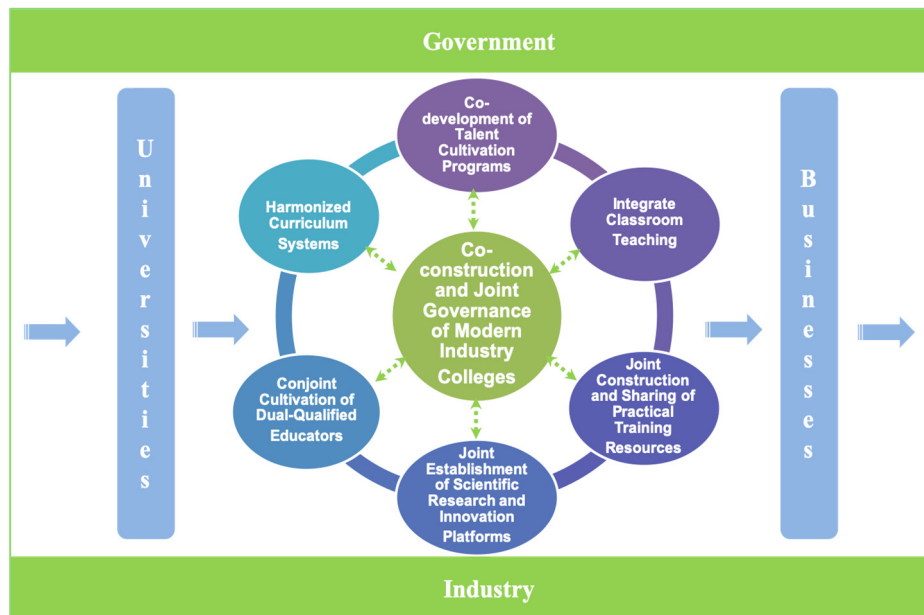 Government
Universities
Co-
development of
Talent
Cultivation
Programs
Harmonized
Curriculum
Systems
Integrate
Classroom
Teaching
Co-
construction
and Joint
Governance
of Modern
Industry
Colleges
Conjoint
Cultivation of
Dual-Qualified
Educators
Joint
Construction
and Sharing of
Practical
Training
Resources
Joint
Establishment
of Scientific
Research and
Innovation
Platforms
Businesses
Industry